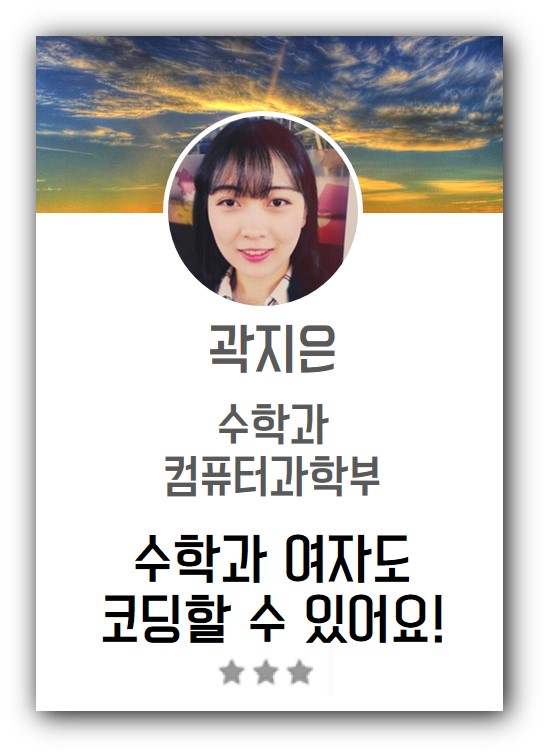 곽지은
수학과
컴퓨터과학부
수학과 여자도
코딩할 수 있어요!